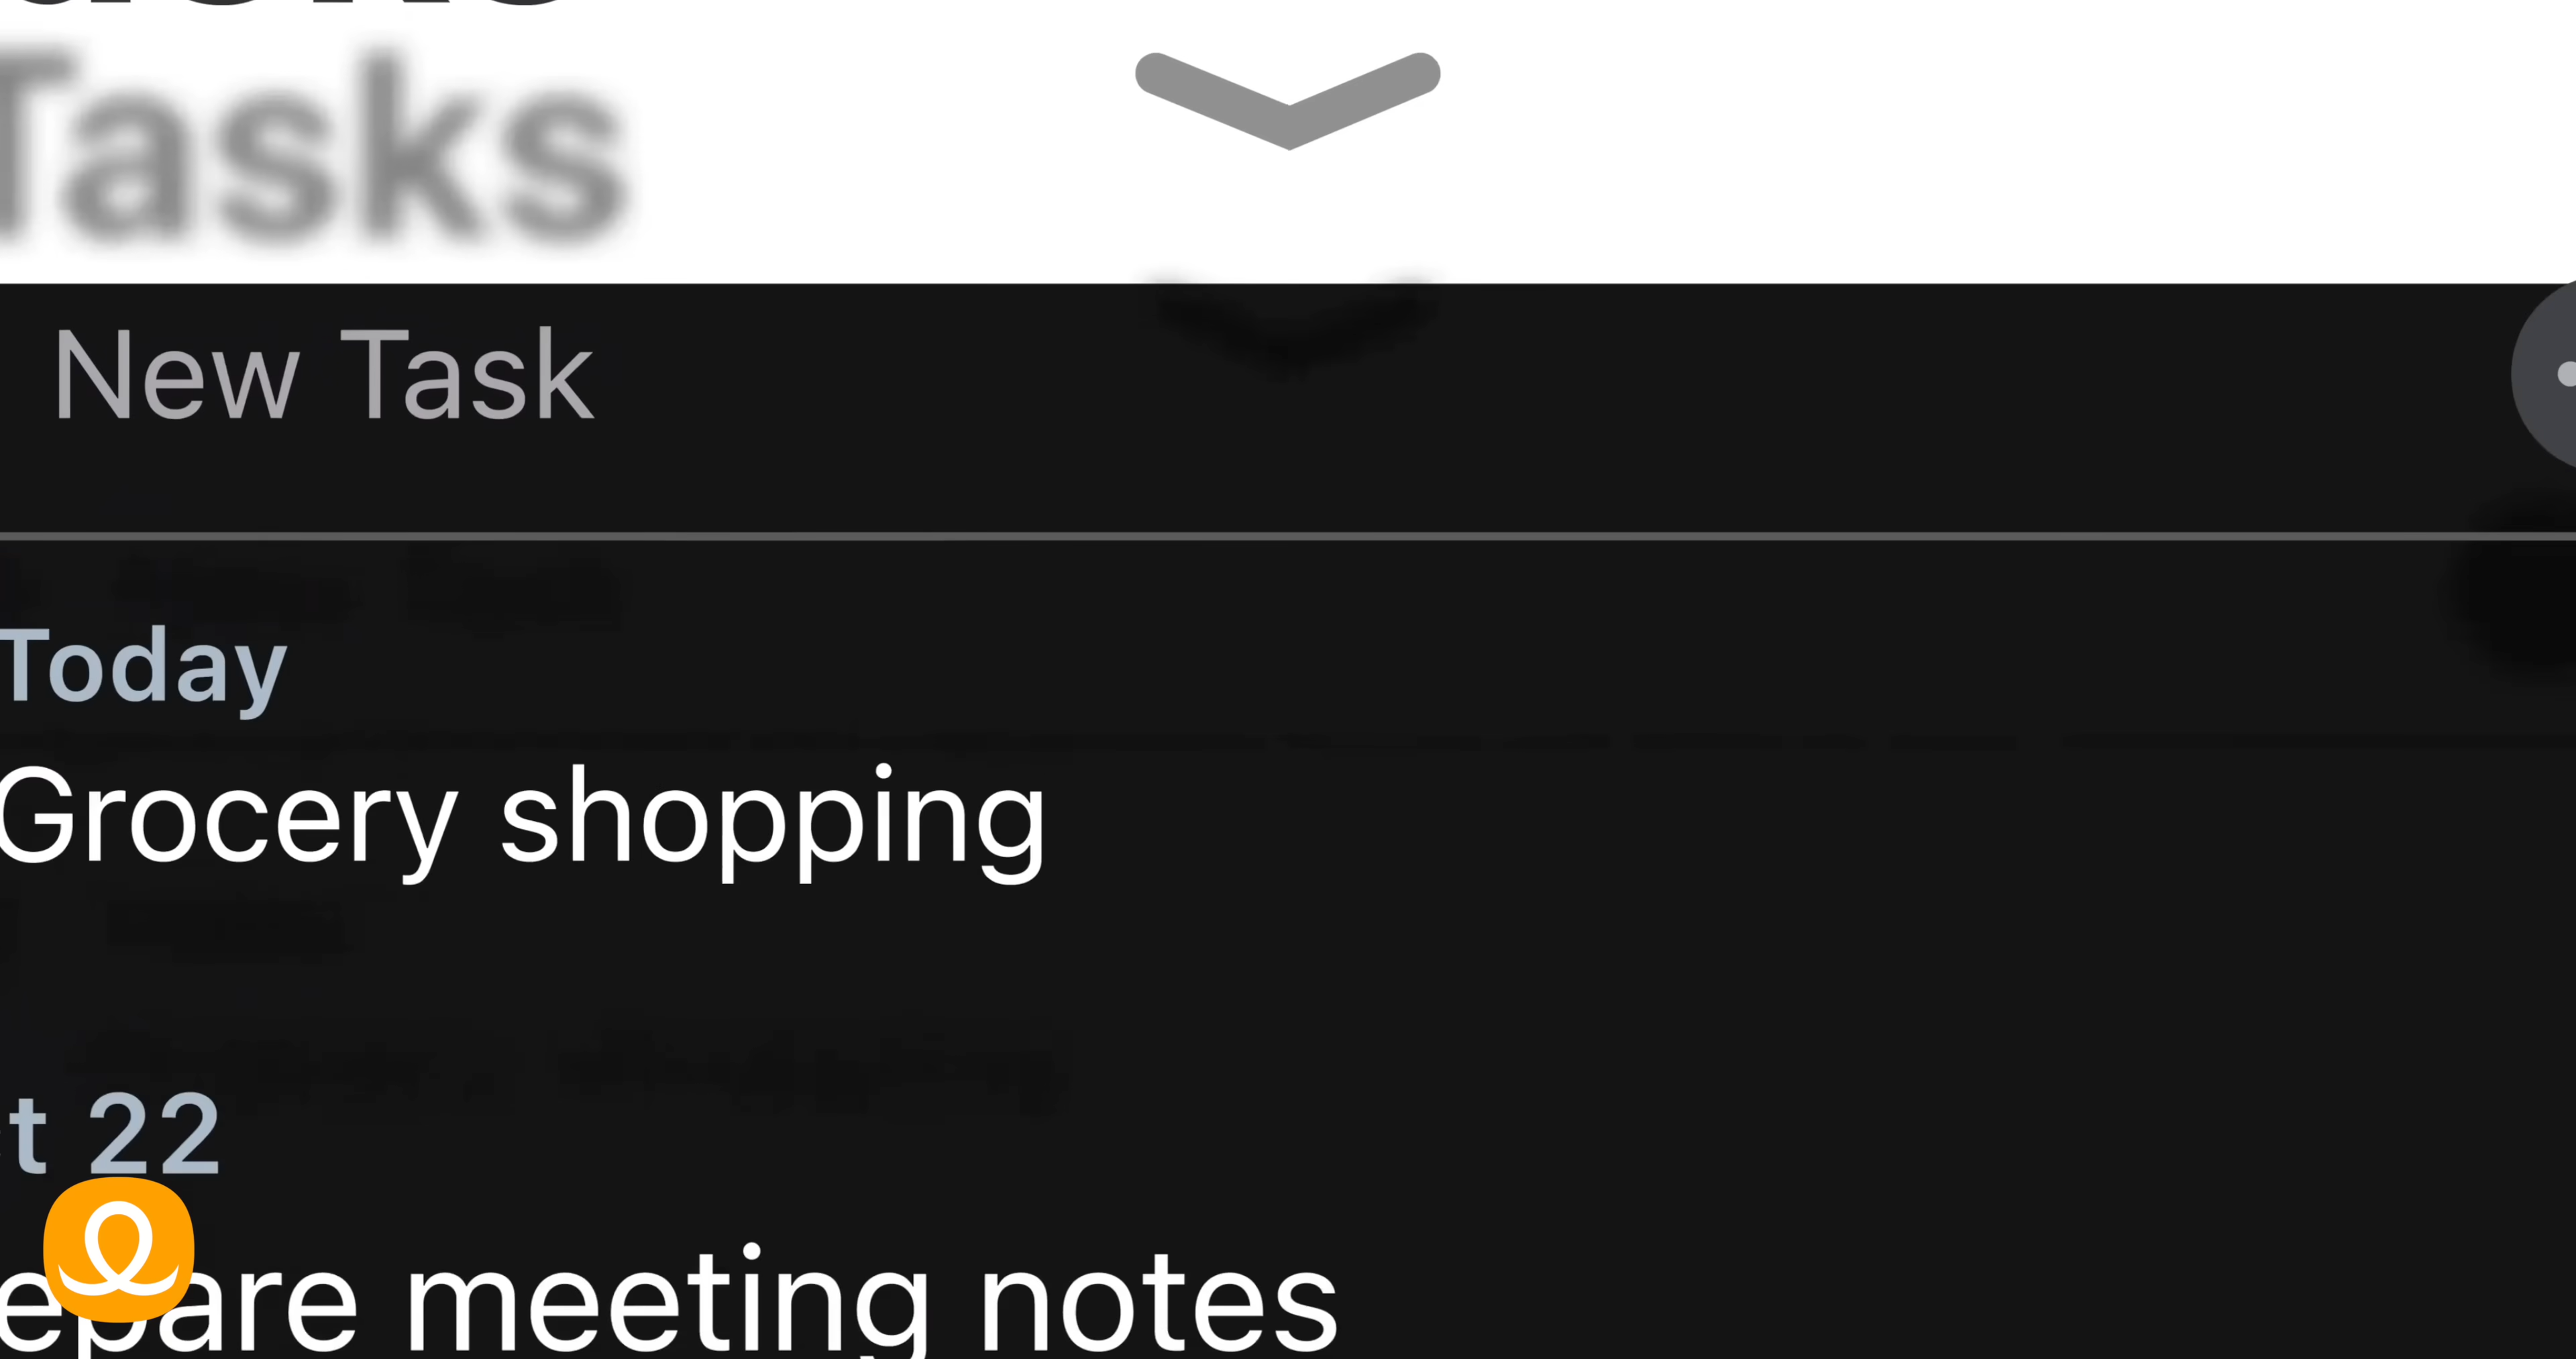 Tasks
New Task
Today
Grocery shopping
t 22
epare meeting notes